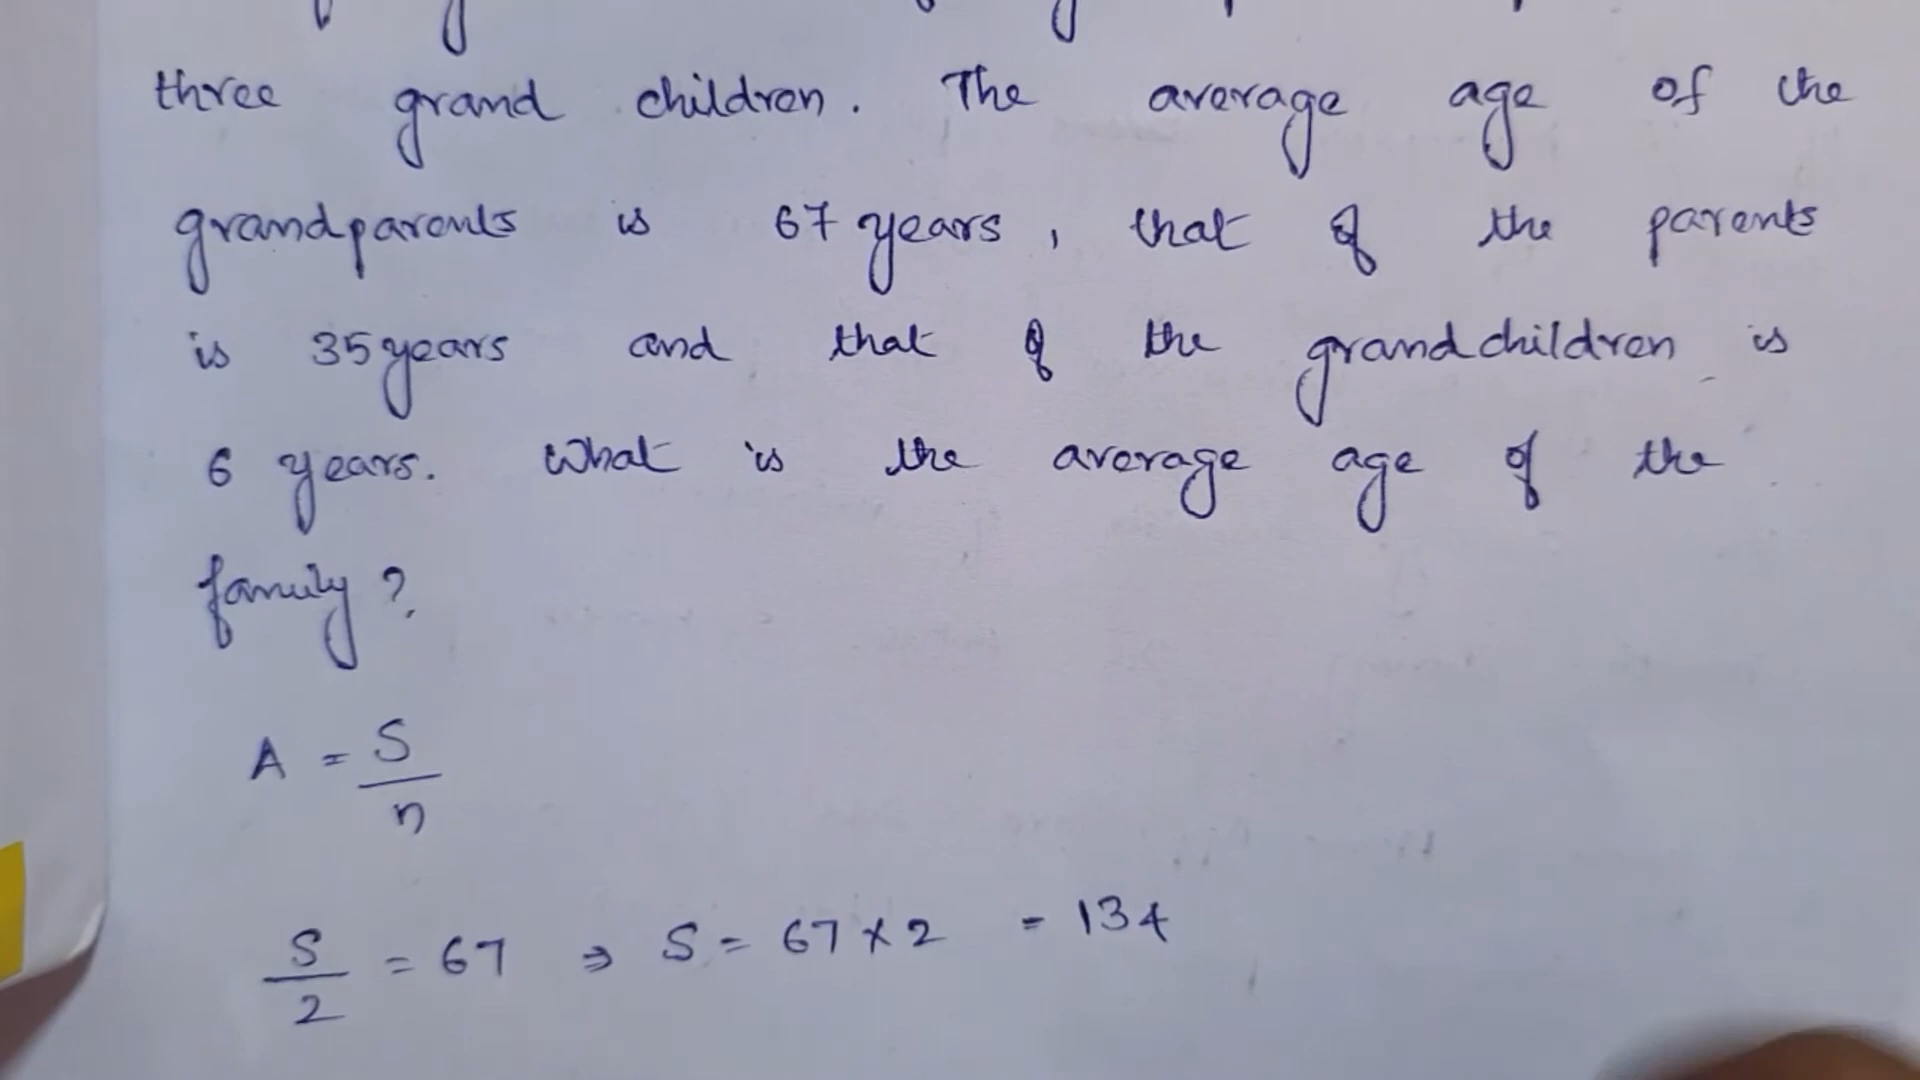 three grand children. The average age of the
grandparents is 67 years, that of the parents
is 35 years and that of the grandchildren is
6 years. What is the average age of the
family?
A = S
n
S
2 = 67 ⇒ S = 67 × 2 = 134